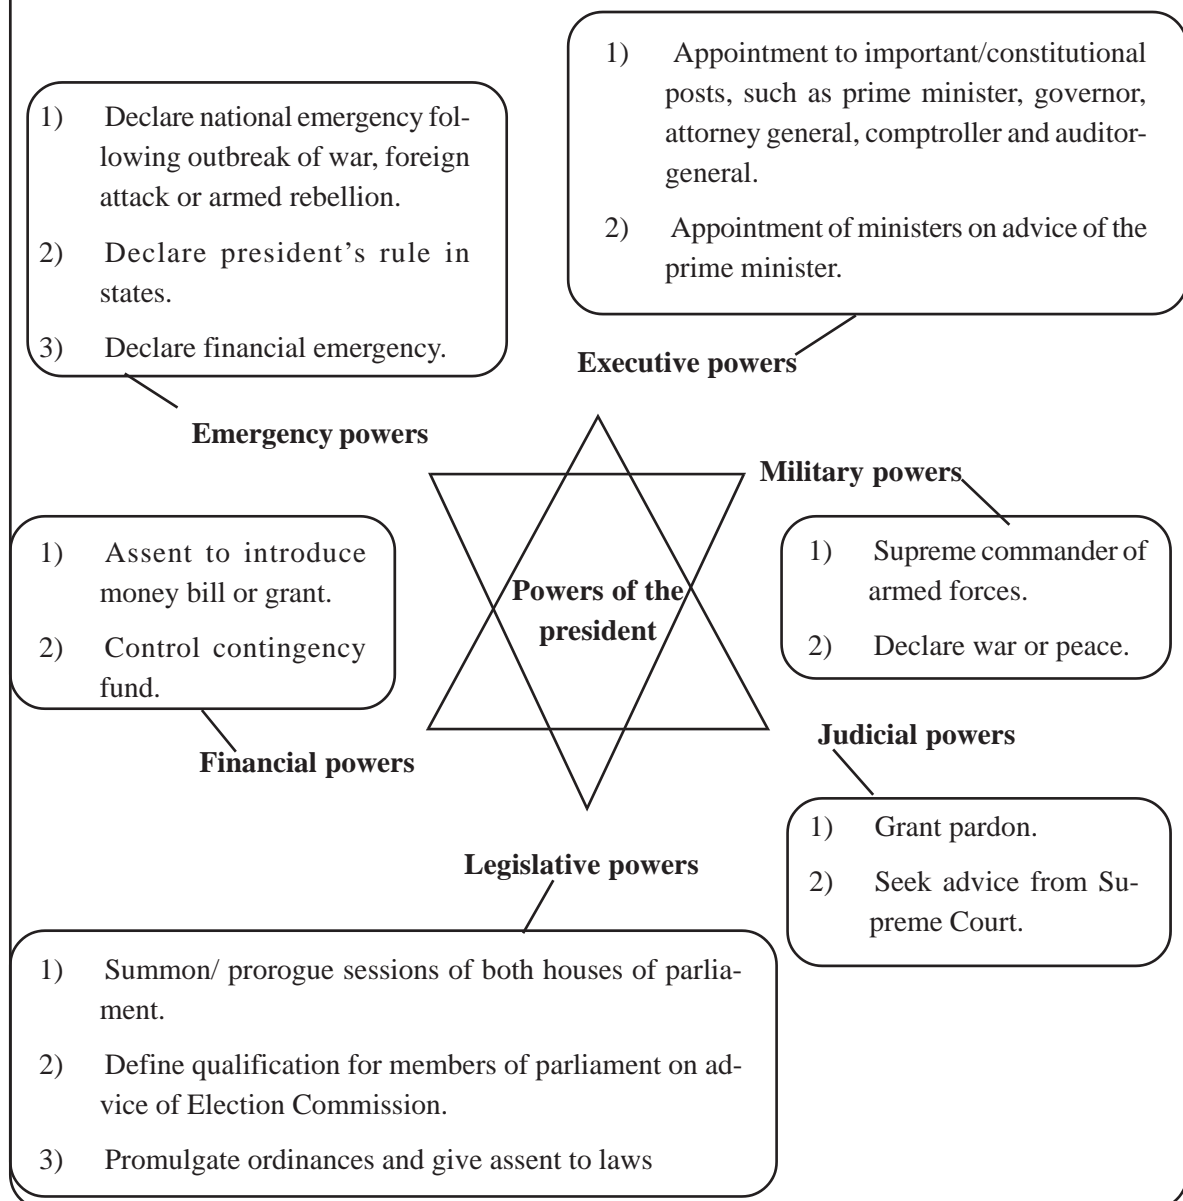 1) Appointment to important/constitutional
posts, such as prime minister, governor,
attorney general, comptroller and auditor-
general.
2) Appointment of ministers on advice of the
prime minister.
Executive powers
1) Declare national emergency fol-
lowing outbreak of war, foreign
attack or armed rebellion.
2) Declare president's rule in
states.
3) Declare financial emergency.
Emergency powers
Military powers
1) Supreme commander of
armed forces.
2) Declare war or peace.
Powers of the
president
1) Assent to introduce
money bill or grant.
2) Control contingency
fund.
Financial powers
Judicial powers
1) Grant pardon.
2) Seek advice from Su-
preme Court.
Legislative powers
1) Summon/ prorogue sessions of both houses of parlia-
ment.
2) Define qualification for members of parliament on ad-
vice of Election Commission.
3) Promulgate ordinances and give assent to laws